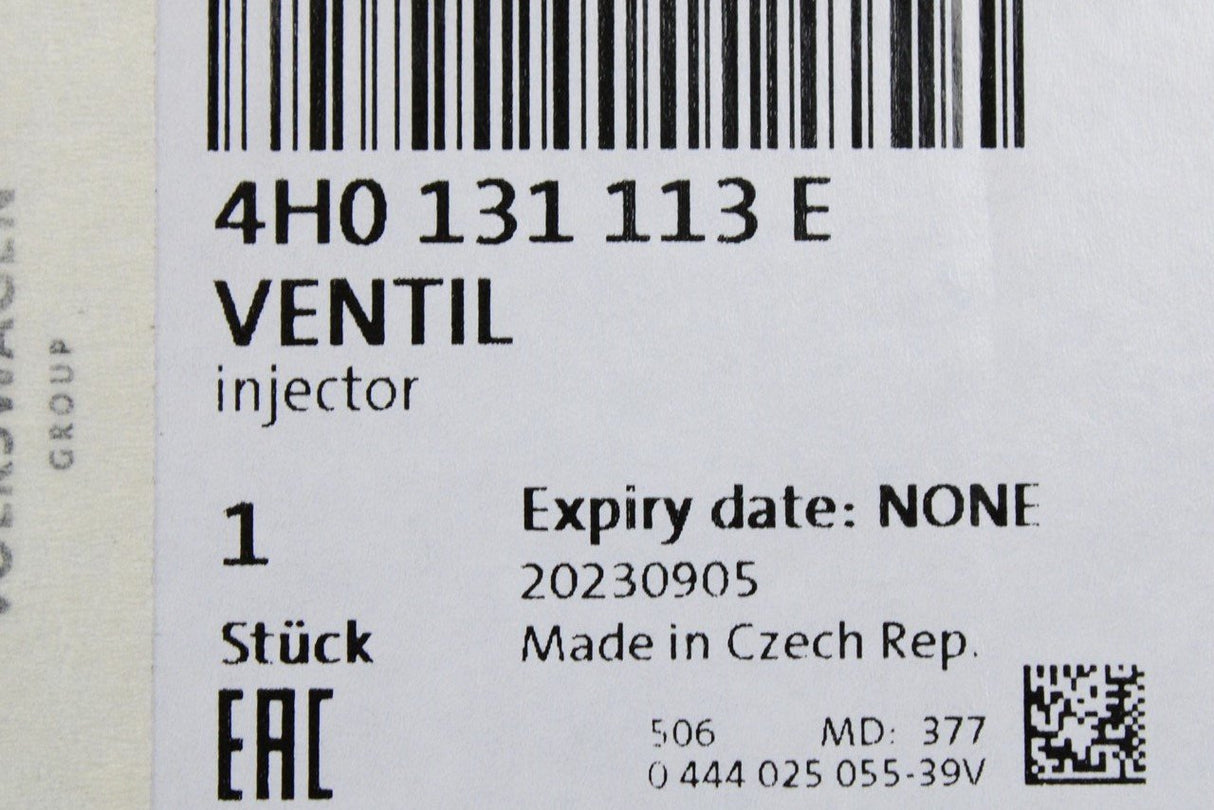 4H0 131 113 E
VENTIL
injector
1
Stück
EAC
Expiry date: NONE
20230905
Made in Czech Rep.
506 MD: 377
0 444 025 055-39V
VOLKSWAGEN
GROUP